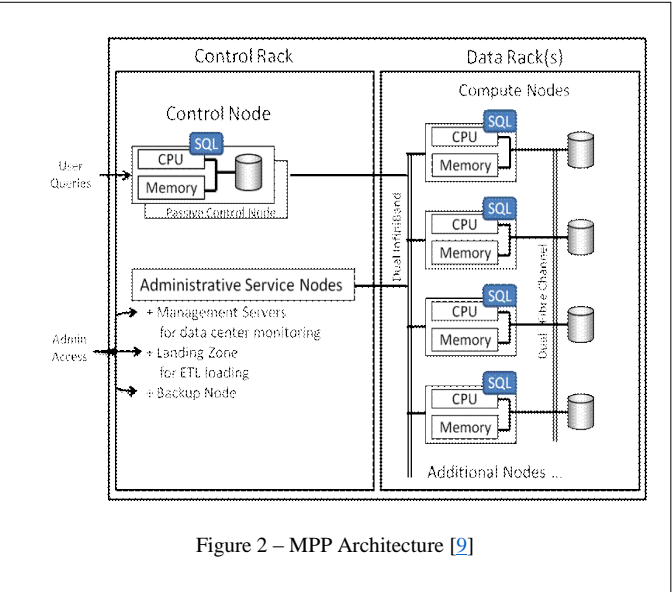 Control Rack
Data Rack(s)
Control Node
SQL
CPU
Memory
Passive Control Node
User
Queries
Administrative Service Nodes
+ Management Servers
for data center monitoring
+ Landing Zone
for ETL loading
+ Backup Node
Admin
Access
Dual InfiniBand
Compute Nodes
SQL
CPU
Memory
SQL
CPU
Memory
SQL
CPU
Memory
SQL
CPU
Memory
Dual Fibre Channel
Additional Nodes ...
Figure 2 – MPP Architecture [9]